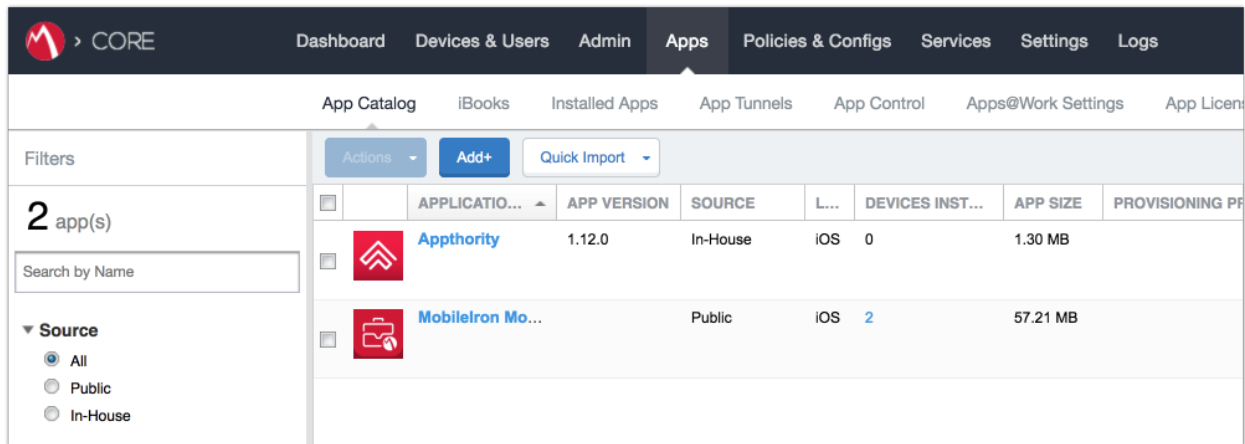 › CORE Dashboard Devices & Users Admin Apps Policies & Configs Services Settings Logs
App Catalog iBooks Installed Apps App Tunnels App Control Apps@Work Settings App Licen
Filters Actions Add+ Quick Import
2 app(s)
APPLICATIO... APP VERSION SOURCE L... DEVICES INST... APP SIZE PROVISIONING PR
Appthority 1.12.0 In-House iOS 0 1.30 MB
Search by Name
MobileIron Mo... Public iOS 2 57.21 MB
Source
All
Public
In-House